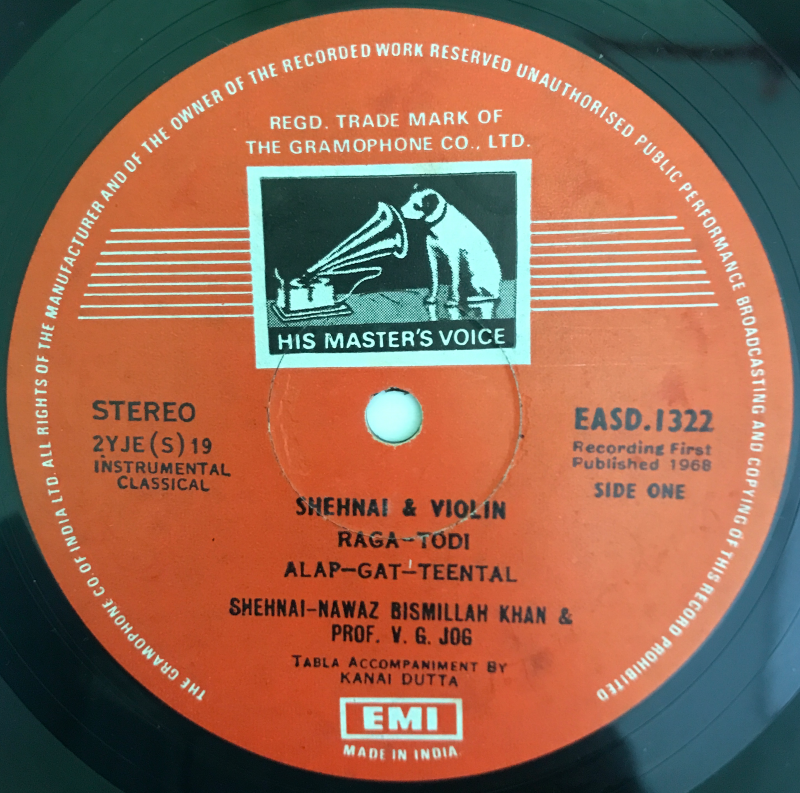 THE GRAMOPHONE CO. OF INDIA LTD. ALL RIGHTS OF THE MANUFACTURER AND OF THE OWNER OF THE RECORDED WORK RESERVED UNAUTHORISED PUBLIC PERFORMANCE BROADCASTING AND COPYING OF THIS RECORD PROHIBITED
REGD. TRADE MARK OF
THE GRAMOPHONE CO., LTD.
HIS MASTER'S VOICE
STEREO
2YJE(S)19
INSTRUMENTAL
CLASSICAL
EASD.1322
Recording First
Published 1968
SIDE ONE
SHEHNAI & VIOLIN
RAGA-TODI
ALAP-GAT-TEENTAL
SHEHNAI-NAWAZ BISMILLAH KHAN &
PROF. V. G. JOG
TABLA ACCOMPANIMENT BY
KANAI DUTTA
EMI
MADE IN INDIA.